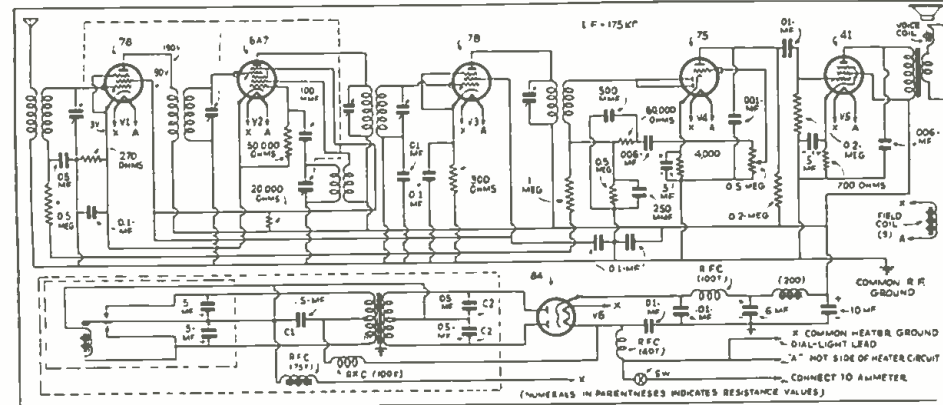 I.F = 175 KC
VOICE COIL
78
6A7
78
75
41
190V
90V
3V
V1
X
A
270 OHMS
05 MF
0.5 MEG
0.1-MF
V2
X
A
100 MMF
50,000 OHMS
20,000 OHMS
V3
X
A
0.1 MF
0.1 MF
900 OHMS
1 MEG
500 MMF
60,000 OHMS
006-MF
0.5 MEG
250 MMF
V4
X
A
4,000
5 MF
0.5 MEG
001-MF
01-MF
0.2-MEG
V5
X
A
0.2-MEG
5 MF
700 OHMS
006-MF
X
FIELD COIL (9)
A
0.1-MF
COMMON R.F. GROUND
5 MF
5-MF
.5-MF
C1
05 MF
C2
05-MF
C2
84
X
V6
RFC (100T)
(200)
01-MF
.01-MF
6 MF
10 MF
RFC (60T)
RFC (75T)
RFC (100T)
X
SW
X COMMON HEATER GROUND
DIAL-LIGHT LEAD
"A" HOT SIDE OF HEATER CIRCUIT
CONNECT TO AMMETER
(NUMERALS IN PARENTHESES INDICATES RESISTANCE VALUES)